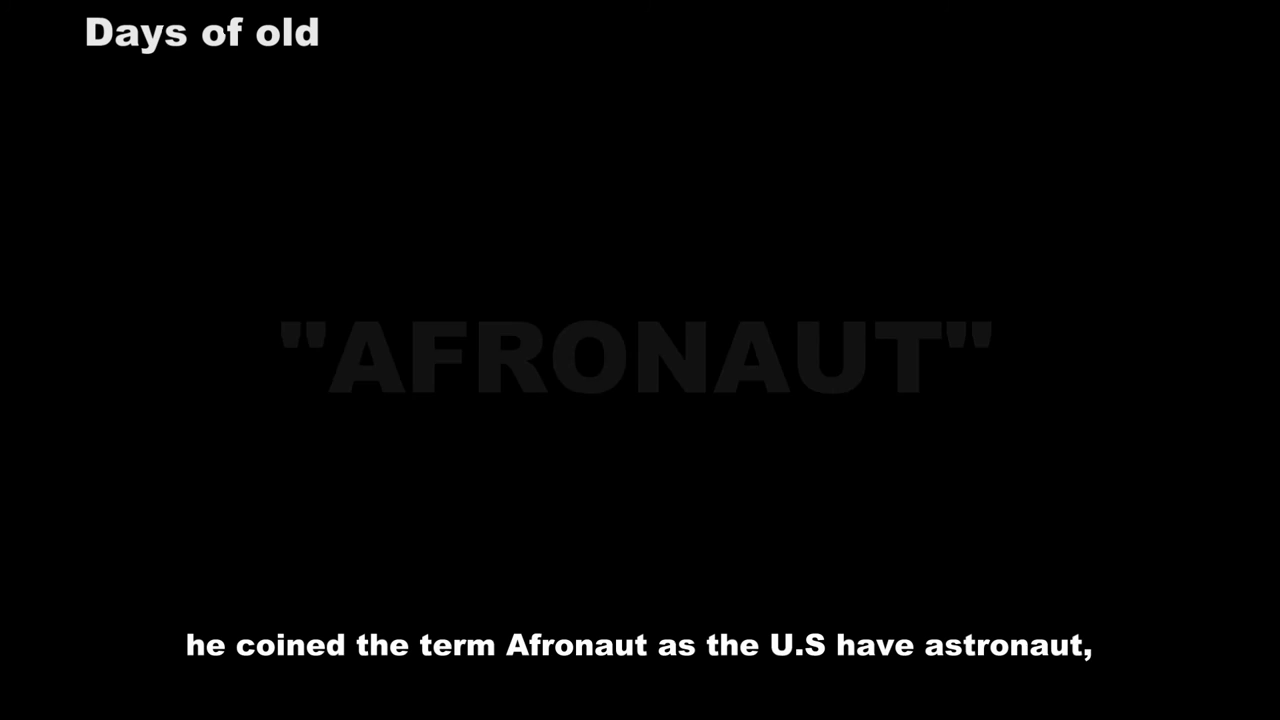 Days of old
"AFRONAUT"
he coined the term Afronaut as the U.S have astronaut,